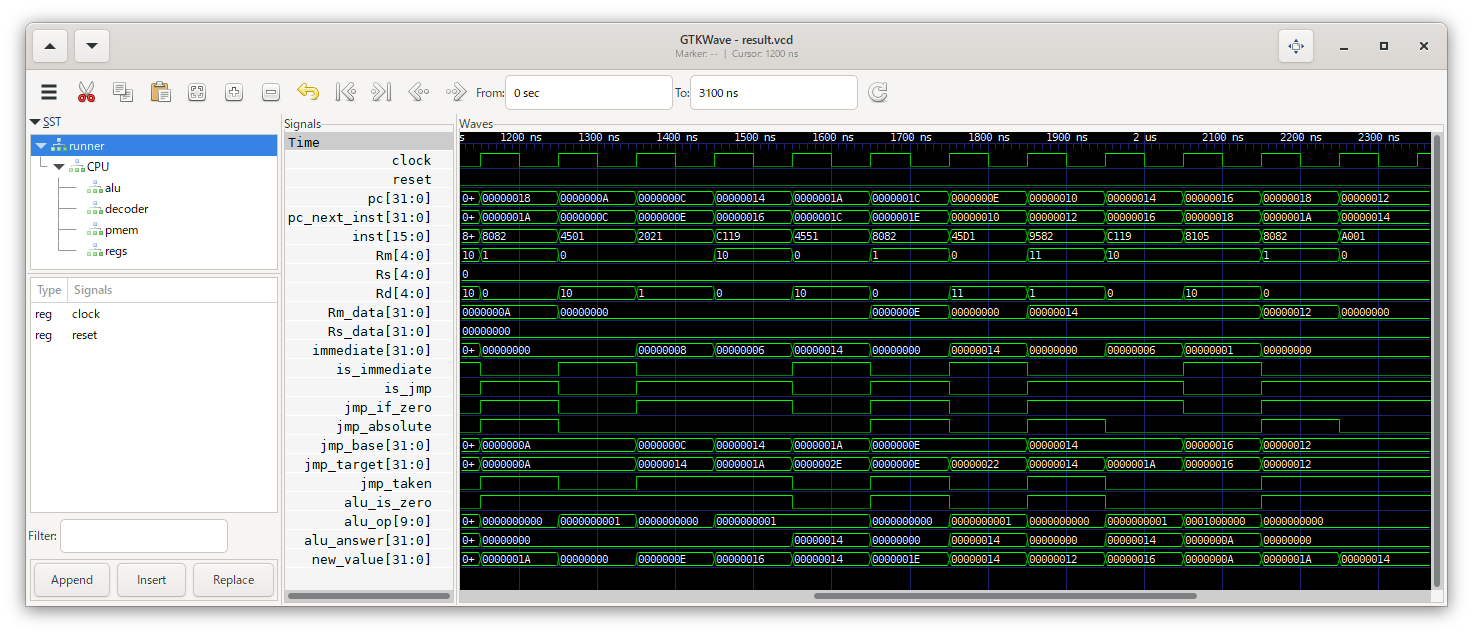 GTKWave - result.vcd
Marker: -- | Cursor: 1200 ns
From: 0 sec To: 3100 ns
SST
runner
CPU
alu
decoder
pmem
regs
Type Signals
reg clock
reg reset
Filter:
Append Insert Replace
Signals
Time
clock
reset
pc[31:0]
pc_next_inst[31:0]
inst[15:0]
Rm[4:0]
Rs[4:0]
Rd[4:0]
Rm_data[31:0]
Rs_data[31:0]
immediate[31:0]
is_immediate
is_jmp
jmp_if_zero
jmp_absolute
jmp_base[31:0]
jmp_target[31:0]
jmp_taken
alu_is_zero
alu_op[9:0]
alu_answer[31:0]
new_value[31:0]
Waves
s 1200 ns 1300 ns 1400 ns 1500 ns 1600 ns 1700 ns 1800 ns 1900 ns 2 us 2100 ns 2200 ns 2300 ns
0+ 00000018 0000000A 0000000C 00000014 0000001A 0000001C 0000000E 00000010 00000014 00000016 00000018 00000012
0+ 0000001A 0000000C 0000000E 00000016 0000001C 0000001E 00000010 00000012 00000016 00000018 0000001A 00000014
8+ 8082 4501 2021 C119 4551 8082 45D1 9582 C119 8105 8082 A001
10 1 0 10 0 1 0 11 10 1 0
0
10 0 10 1 0 10 0 11 1 0 10 0
0000000A 00000000 0000000E 00000000 00000014 00000012 00000000
00000000
0+ 00000000 00000008 00000006 00000014 00000000 00000014 00000000 00000006 00000001 00000000
0+ 0000000A 0000000C 00000014 0000001A 0000000E 00000014 00000016 00000012
0+ 0000000A 00000014 0000001A 0000002E 0000000E 00000022 00000014 0000001A 00000016 00000012
0+ 0000000000 0000000001 0000000000 0000000001 0000000000 0000000001 0000000000 0000000001 0001000000 0000000000
0+ 00000000 00000014 00000000 00000014 00000000 00000014 0000000A 00000000
0+ 0000001A 00000000 0000000E 00000016 00000014 0000001E 00000014 00000012 00000016 0000000A 0000001A 00000014